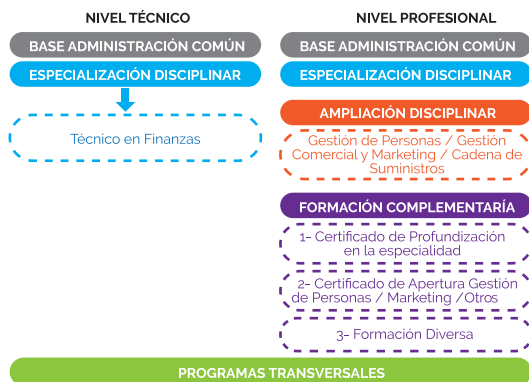 NIVEL TÉCNICO
BASE ADMINISTRACIÓN COMÚN
ESPECIALIZACIÓN DISCIPLINAR
Técnico en Finanzas
NIVEL PROFESIONAL
BASE ADMINISTRACIÓN COMÚN
ESPECIALIZACIÓN DISCIPLINAR
AMPLIACIÓN DISCIPLINAR
Gestión de Personas / Gestión
Comercial y Marketing / Cadena de
Suministros
FORMACIÓN COMPLEMENTARÍA
1- Certificado de Profundización
en la especialidad
2- Certificado de Apertura Gestión
de Personas / Marketing /Otros
3- Formación Diversa
PROGRAMAS TRANSVERSALES